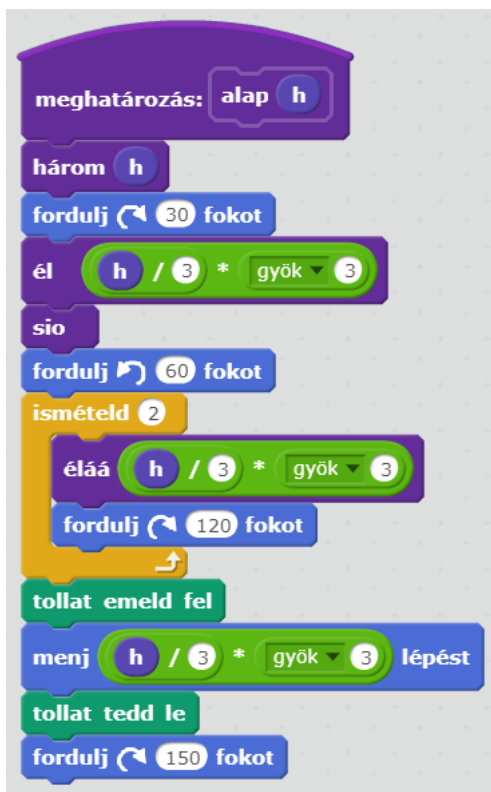 meghatározás: alap h
három h
fordulj 30 fokot
él h / 3 * gyök 3
sio
fordulj 60 fokot
ismételd 2
éláá h / 3 * gyök 3
fordulj 120 fokot
tollat emeld fel
menj h / 3 * gyök 3 lépést
tollat tedd le
fordulj 150 fokot